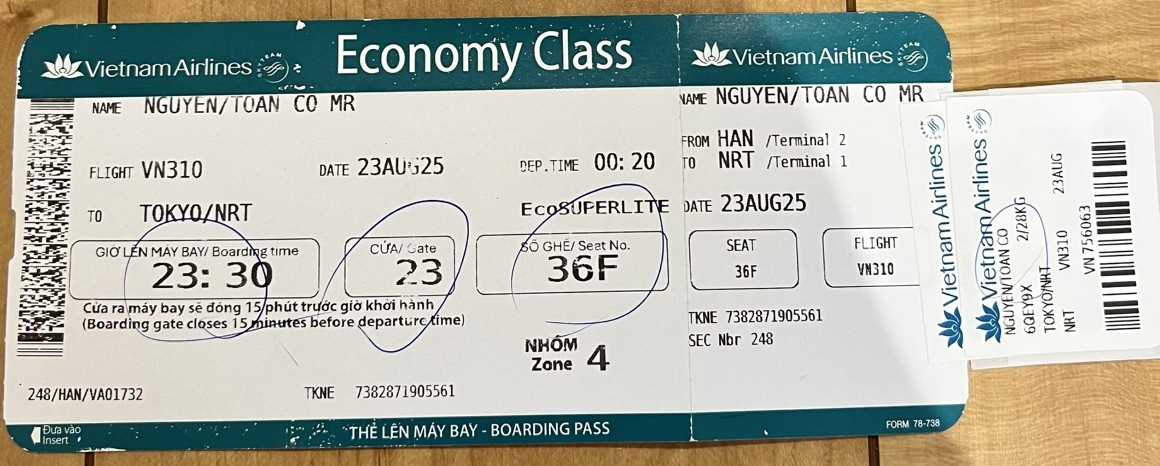 Vietnam Airlines SKYTEAM
Economy Class
NAME NGUYEN/TOAN CO MR
FLIGHT VN310 DATE 23AUG25 DEP.TIME 00:20
TO TOKYO/NRT EcoSUPERLITE
GIỜ LÊN MÁY BAY/ Boarding time
23:30
CỬA/ Gate
23
SỐ GHẾ/ Seat No.
36F
Cửa ra máy bay sẽ đóng 15 phút trước giờ khởi hành
(Boarding gate closes 15 minutes before departure time)
NHÓM
Zone 4
248/HAN/VA01732 TKNE 7382871905561
Đưa vào
Insert
THẺ LÊN MÁY BAY - BOARDING PASS
Vietnam Airlines SKYTEAM
NAME NGUYEN/TOAN CO MR
FROM HAN /Terminal 2
TO NRT /Terminal 1
DATE 23AUG25
SEAT
36F
FLIGHT
VN310
TKNE 7382871905561
SEC Nbr 248
FORM 78-738
Vietnam Airlines
Vietnam Airlines
NGUYEN/TOAN CO 2/28KG
6QEY9X
TOKYO/NRT
NRT VN310 23AUG
VN 756063